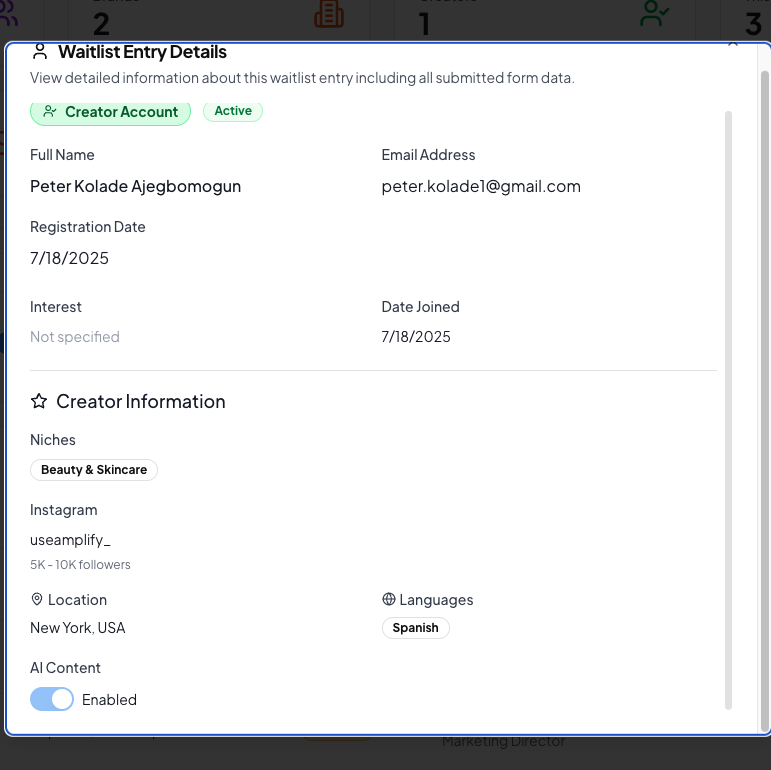 2
1
3
Waitlist Entry Details
View detailed information about this waitlist entry including all submitted form data.
Creator Account
Active
Full Name
Email Address
Peter Kolade Ajegbomogun
peter.kolade1@gmail.com
Registration Date
7/18/2025
Interest
Date Joined
Not specified
7/18/2025
Creator Information
Niches
Beauty & Skincare
Instagram
useamplify_
5K - 10K followers
Location
Languages
New York, USA
Spanish
AI Content
Enabled
Marketing Director